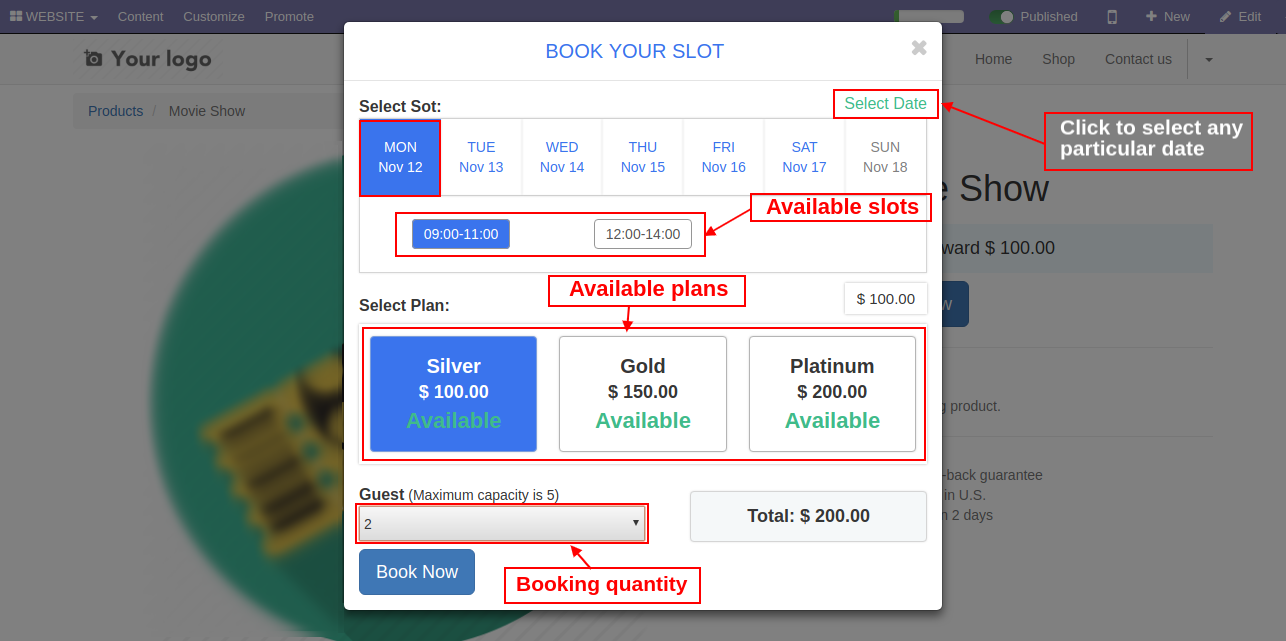 WEBSITE Content Customize Promote Published New Edit
BOOK YOUR SLOT
Your logo
Home Shop Contact us
Products / Movie Show
Select Sot:
Select Date
Click to select any
particular date
MON TUE WED THU FRI SAT SUN
Nov 12 Nov 13 Nov 14 Nov 15 Nov 16 Nov 17 Nov 18
Show
Available slots
09:00-11:00 12:00-14:00
$ 100.00
Available plans
Select Plan:
$ 100.00
Silver Gold Platinum
$ 100.00 $ 150.00 $ 200.00
Available Available Available
product.
-back guarantee
in U.S.
2 days
Guest (Maximum capacity is 5)
2
Total: $ 200.00
Book Now
Booking quantity